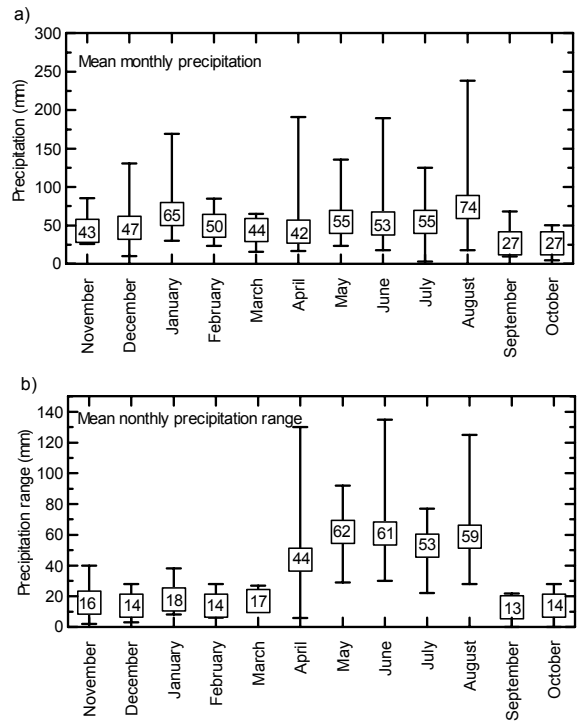 a)
300
250
200
150
100
50
0
Precipitation (mm)
Mean monthly precipitation
43 47 65 50 44 42 55 53 55 74 27 27
November December January February March April May June July August September October
b)
140
120
100
80
60
40
20
0
Precipitation range (mm)
Mean nonthly precipitation range
16 14 18 14 17 44 62 61 53 59 13 14
November December January February March April May June July August September October